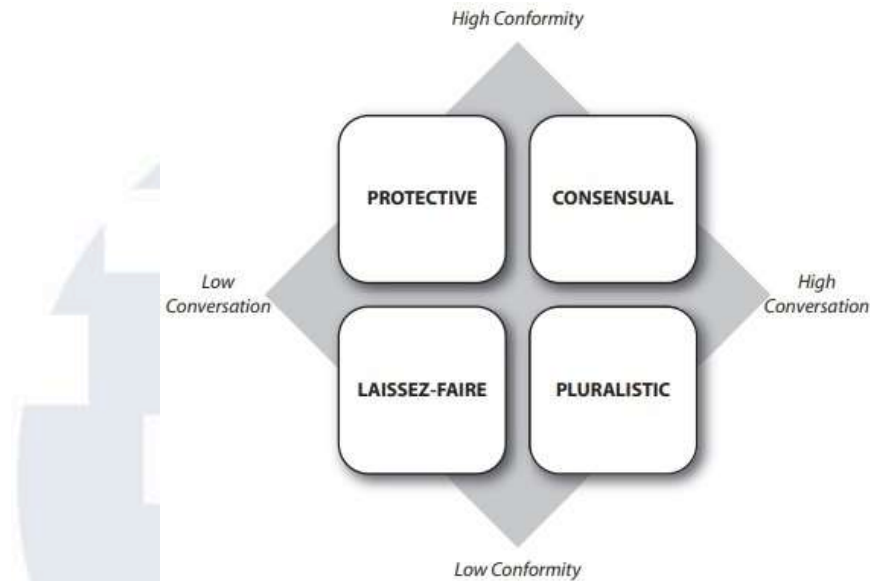 High Conformity
PROTECTIVE
CONSENSUAL
Low
Conversation
High
Conversation
LAISSEZ-FAIRE
PLURALISTIC
Low Conformity